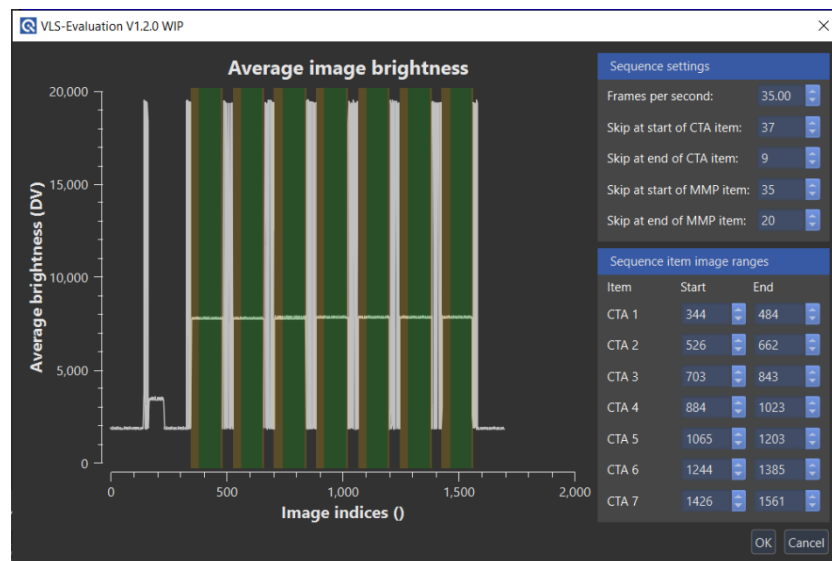 VLS-Evaluation V1.2.0 WIP
Average image brightness
20,000
15,000
10,000
5,000
0
Average brightness (DV)
0 500 1,000 1,500 2,000
Image indices ()
Sequence settings
Frames per second: 35.00
Skip at start of CTA item: 37
Skip at end of CTA item: 9
Skip at start of MMP item: 35
Skip at end of MMP item: 20
Sequence item image ranges
Item Start End
CTA 1 344 484
CTA 2 526 662
CTA 3 703 843
CTA 4 884 1023
CTA 5 1065 1203
CTA 6 1244 1385
CTA 7 1426 1561
OK Cancel